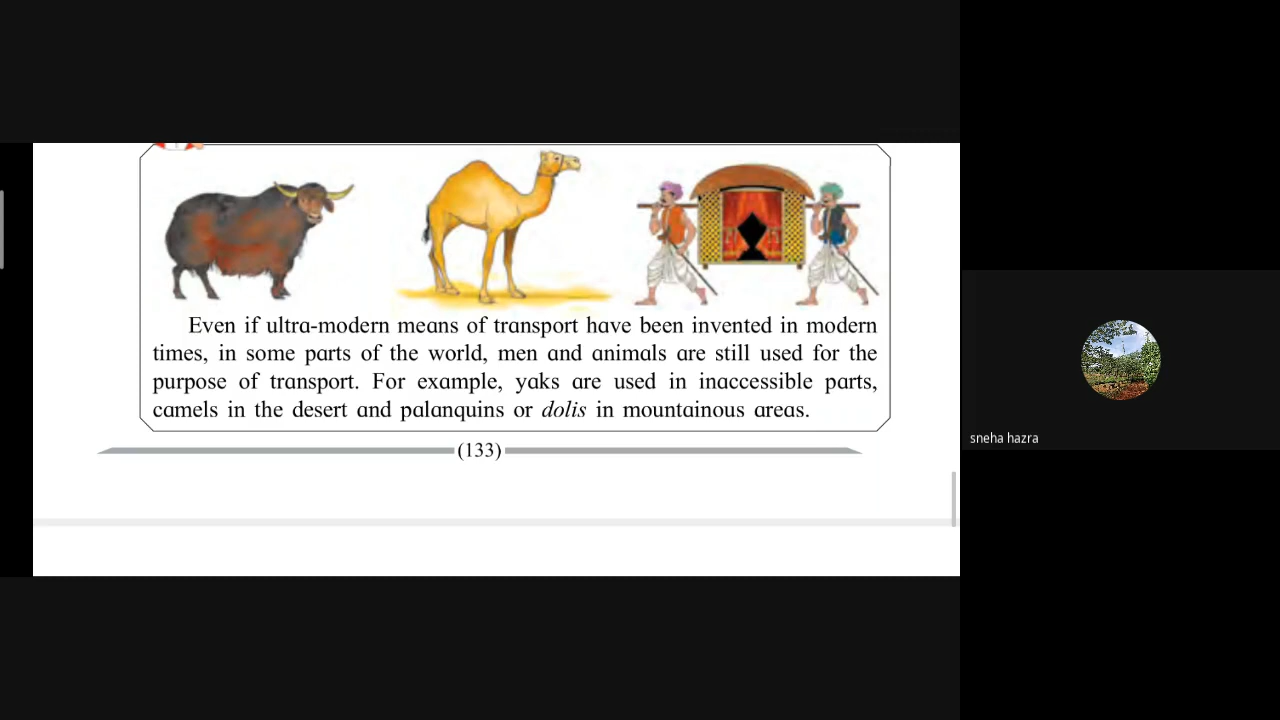 Even if ultra-modern means of transport have been invented in modern
times, in some parts of the world, men and animals are still used for the
purpose of transport. For example, yaks are used in inaccessible parts,
camels in the desert and palanquins or dolis in mountainous areas.
(133)
sneha hazra